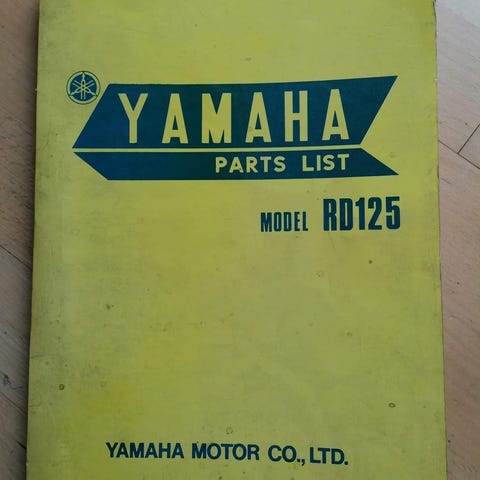 YAMAHA
PARTS LIST
MODEL RD125
YAMAHA MOTOR CO., LTD.